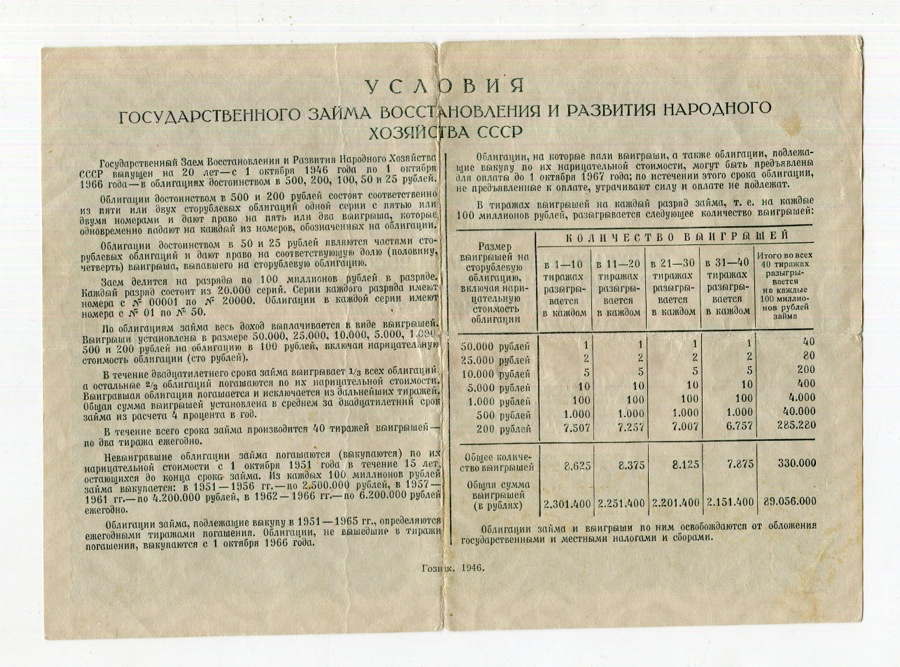 УСЛОВИЯ
ГОСУДАРСТВЕННОГО ЗАЙМА ВОССТАНОВЛЕНИЯ И РАЗВИТИЯ НАРОДНОГО
ХОЗЯЙСТВА СССР
Государственный Заем Восстановления и Развития Народного Хозяйства
СССР выпущен на 20 лет—с 1 октября 1946 года по 1 октября
1966 года—в облигациях достоинством в 500, 200, 100, 50 и 25 рублей.
Облигации достоинством в 500 и 200 рублей состоят соответственно
из пяти или двух сторублевых облигаций одной серии с пятью или
двумя номерами и дают право на пять или два выигрыша, которые
одновременно падают на каждый из номеров, обозначенных на облигации.
Облигации достоинством в 50 и 25 рублей являются частями сто-
рублевых облигаций и дают право на соответствующую долю (половину,
четверть) выигрыша, выпавшего на сторублевую облигацию.
Заем делится на разряды по 100 миллионов рублей в разряде.
Каждый разряд состоит из 20.000 серий. Серии каждого разряда имеют
номера с № 00001 по № 20000. Облигации в каждой серии имеют
номера с № 01 по № 50.
По облигациям займа весь доход выплачивается в виде выигрышей.
Выигрыши установлены в размере 50.000, 25.000, 10.000, 5.000, 1.000,
500 и 200 рублей на облигацию в 100 рублей, включая нарицательную
стоимость облигации (сто рублей).
В течение двадцатилетнего срока займа выигрывает 1/3 всех облигаций,
а остальные 2/3 облигаций погашаются по их нарицательной стоимости.
Выигравшая облигация погашается и исключается из дальнейших тиражей.
Общая сумма выигрышей установлена в среднем за двадцатилетний срок
займа из расчета 4 процента в год.
В течение всего срока займа производится 40 тиражей выигрышей—
по два тиража ежегодно.
Невыигравшие облигации займа погашаются (выкупаются) по их
нарицательной стоимости с 1 октября 1951 года в течение 15 лет,
остающихся до конца срока займа. Из каждых 100 миллионов рублей
займа выкупается: в 1951—1956 гг.—по 2.500.000 рублей, в 1957—
1961 гг.—по 4.200.000 рублей, в 1962—1966 гг.—по 6.200.000 рублей
ежегодно.
Облигации займа, подлежащие выкупу в 1951—1965 гг., определяются
ежегодными тиражами погашения. Облигации, не вышедшие в тиражи
погашения, выкупаются с 1 октября 1966 года.
Облигации, на которые пали выигрыши, а также облигации, подлежа-
щие выкупу по их нарицательной стоимости, могут быть предъявлены
для оплаты до 1 октября 1967 года; по истечении этого срока облигации,
не предъявленные к оплате, утрачивают силу и оплате не подлежат.
В тиражах выигрышей на каждый разряд займа, т. е. на каждые
100 миллионов рублей, разыгрывается следующее количество выигрышей:
Размер
выигрышей на
сторублевую
облигацию,
включая нари-
цательную
стоимость
облигации
КОЛИЧЕСТВО ВЫИГРЫШЕЙ
в 1—10
тиражах
разыгры-
вается
в каждом
в 11—20
тиражах
разыгры-
вается
в каждом
в 21—30
тиражах
разыгры-
вается
в каждом
в 31—40
тиражах
разыгры-
вается
в каждом
Итого во всех
40 тиражах
разыгры-
вается
на каждые
100 миллио-
нов рублей
займа
50.000 рублей 1 1 1 1 40
25.000 рублей 2 2 2 2 80
10.000 рублей 5 5 5 5 200
5.000 рублей 10 10 10 10 400
1.000 рублей 100 100 100 100 4.000
500 рублей 1.000 1.000 1.000 1.000 40.000
200 рублей 7.507 7.257 7.007 6.757 285.280
Общее количе-
ство выигрышей 8.625 8.375 8.125 7.875 330.000
Общая сумма
выигрышей
(в рублях) 2.301.400 2.251.400 2.201.400 2.151.400 89.056.000
Облигации займа и выигрыши по ним освобождаются от обложения
государственными и местными налогами и сборами.
Гознак. 1946.